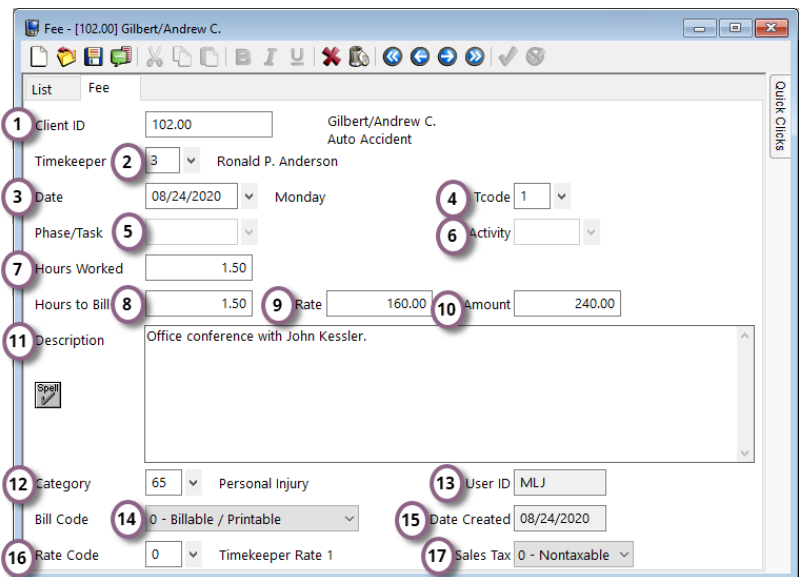 Fee - [102.00] Gilbert/Andrew C.
B I U
List Fee
Quick Clicks
1 Client ID 102.00 Gilbert/Andrew C.
Auto Accident
Timekeeper 2 3 Ronald P. Anderson
3 Date 08/24/2020 Monday 4 Tcode 1
Phase/Task 5 6 Activity
7 Hours Worked 1.50
Hours to Bill 8 1.50 9 Rate 160.00 10 Amount 240.00
11 Description Office conference with John Kessler.
Spell
12 Category 65 Personal Injury 13 User ID MLJ
Bill Code 14 0 - Billable / Printable 15 Date Created 08/24/2020
16 Rate Code 0 Timekeeper Rate 1 17 Sales Tax 0 - Nontaxable